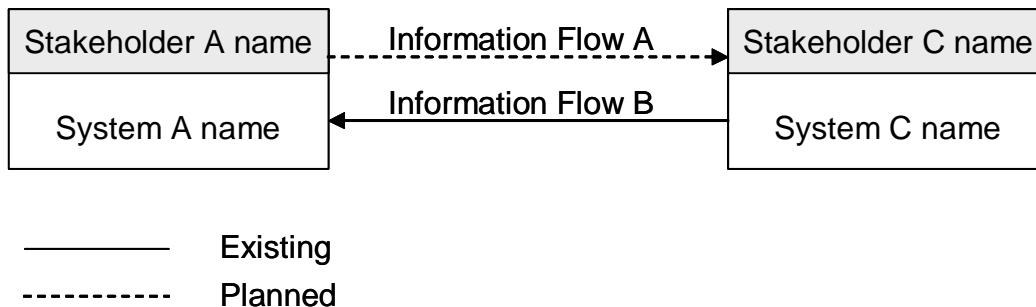 Stakeholder A name
Information Flow A
Stakeholder C name
System A name
Information Flow B
System C name
Existing
Planned